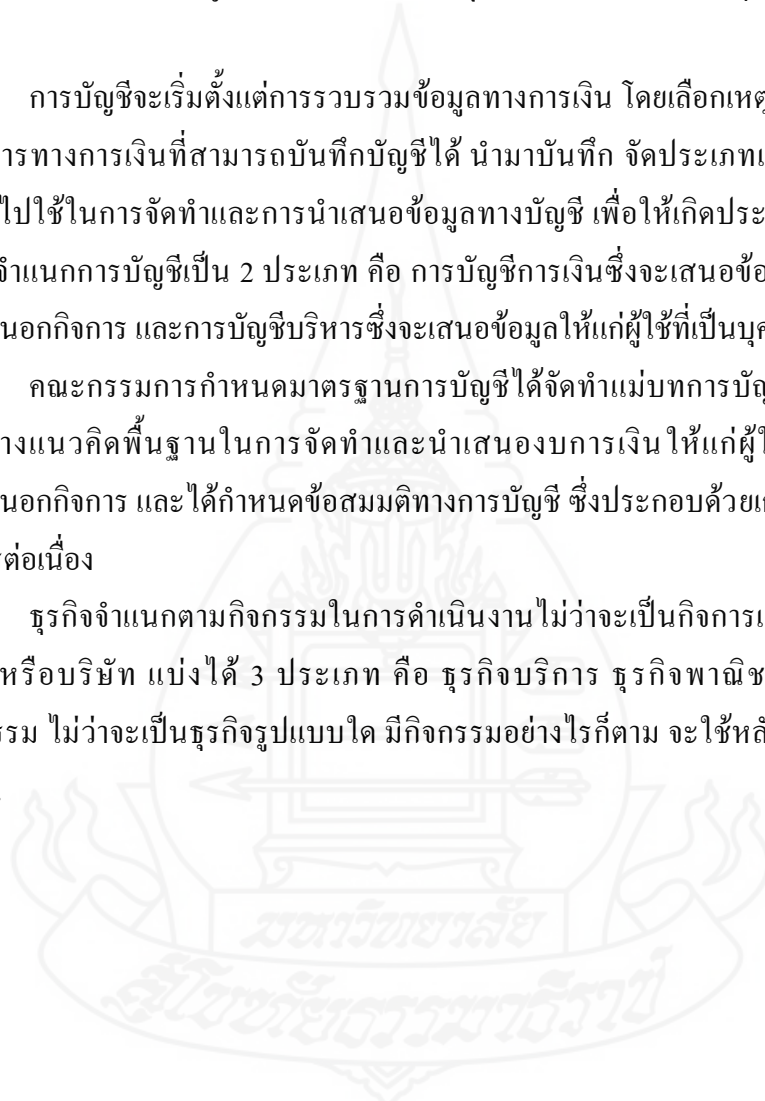 การบัญชีจะเริ่มตั้งแต่การรวบรวมข้อมูลทางการเงิน โดยเลือกเหตุ
ารทางการเงินที่สามารถบันทึกบัญชีได้ นำมาบันทึก จัดประเภทแ
ไปใช้ในการจัดทำและการนำเสนอข้อมูลทางบัญชี เพื่อให้เกิดประ
จำแนกการบัญชีเป็น 2 ประเภท คือ การบัญชีการเงินซึ่งจะเสนอข้อ
นอกกิจการ และการบัญชีบริหารซึ่งจะเสนอข้อมูลให้แก่ผู้ใช้ที่เป็นบุค
คณะกรรมการกำหนดมาตรฐานการบัญชีได้จัดทำแม่บทการบัญ
างแนวคิดพื้นฐานในการจัดทำและนำเสนองบการเงิน ให้แก่ผู้ใ
นอกกิจการ และได้กำหนดข้อสมมติทางการบัญชี ซึ่งประกอบด้วยเก
รต่อเนื่อง
ธุรกิจจำแนกตามกิจกรรมในการดำเนินงานไม่ว่าจะเป็นกิจการเ
หรือบริษัท แบ่งได้ 3 ประเภท คือ ธุรกิจบริการ ธุรกิจพาณิช
รรม ไม่ว่าจะเป็นธุรกิจรูปแบบใด มีกิจกรรมอย่างไรก็ตาม จะใช้หลั
มหาวิทยาลัย
สุโขทัยธรรมาธิราช